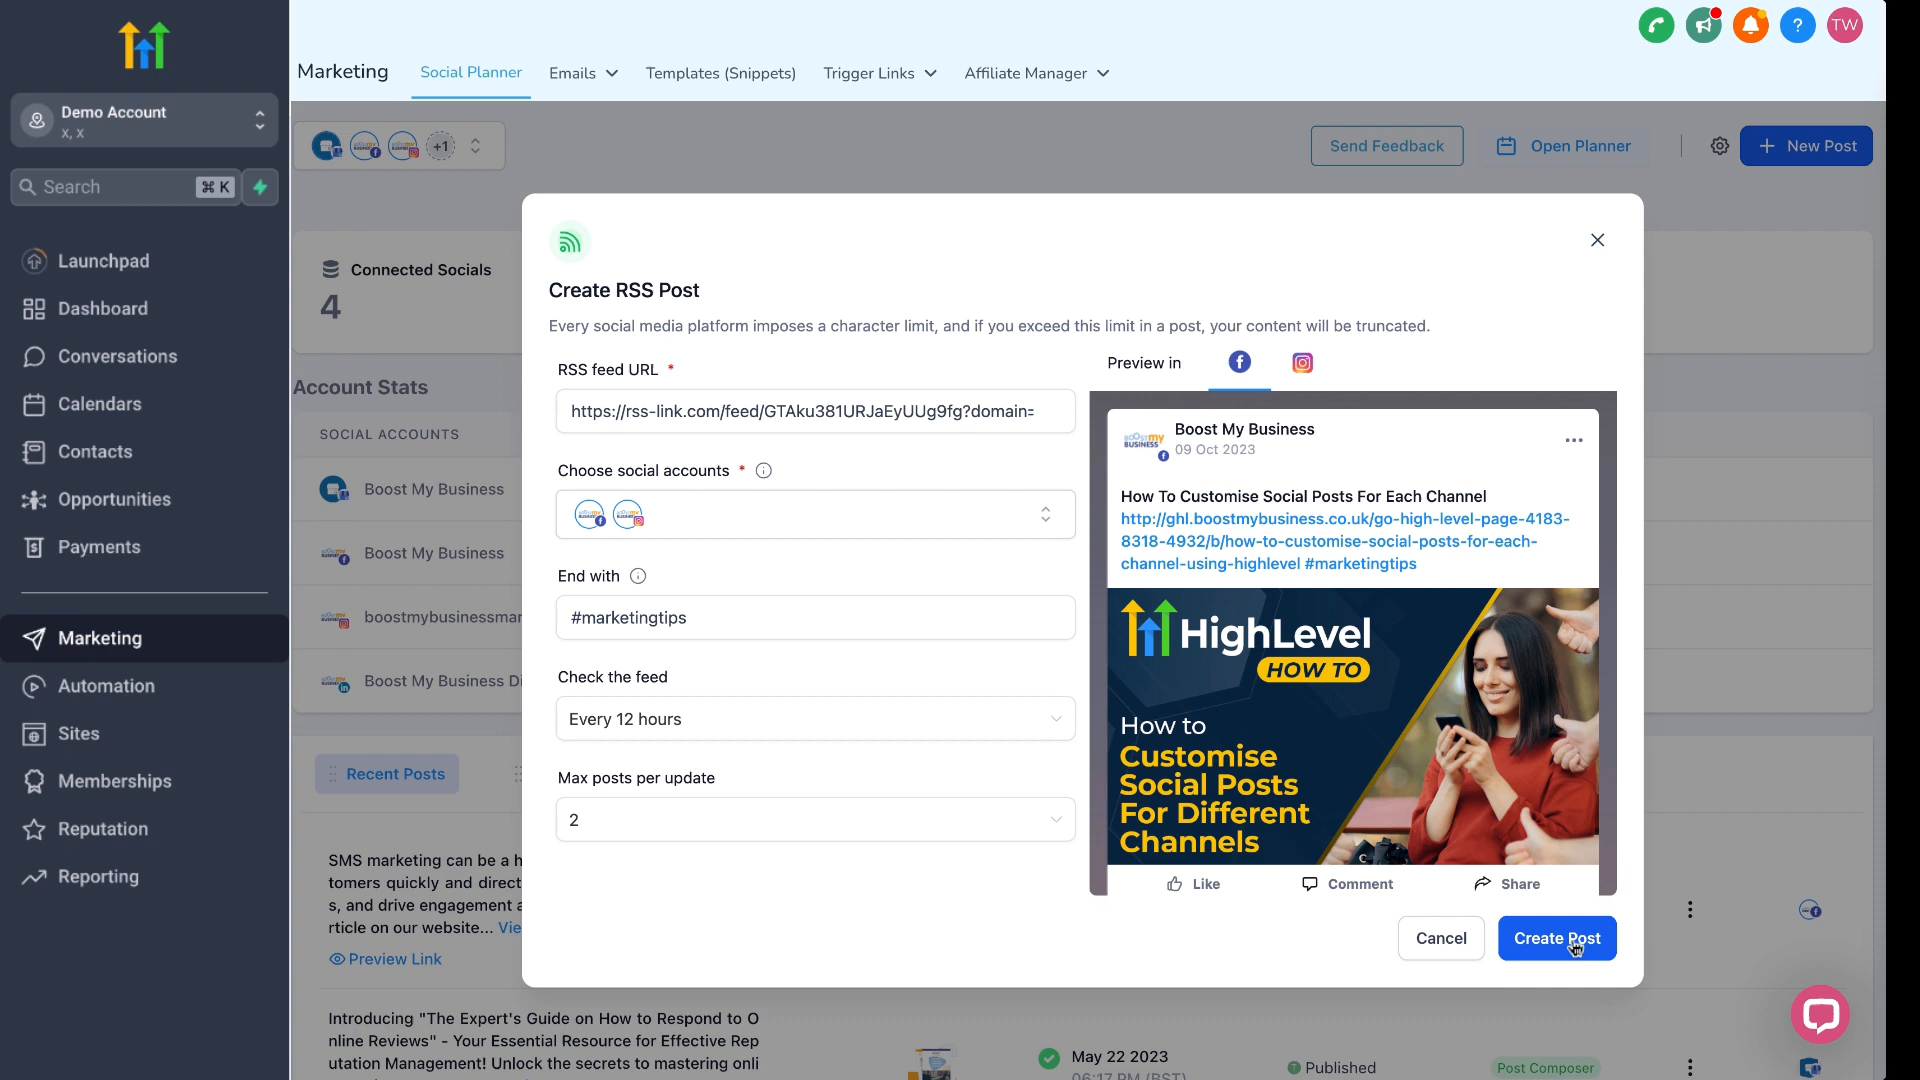 Demo Account
x, x
Search
⌘ K
Launchpad
Dashboard
Conversations
Calendars
Contacts
Opportunities
Payments
Marketing
Automation
Sites
Memberships
Reputation
Reporting
Marketing
Social Planner
Emails
Templates (Snippets)
Trigger Links
Affiliate Manager
?
TW
+1
Send Feedback
Open Planner
+ New Post
Connected Socials
4
Account Stats
SOCIAL ACCOUNTS
Boost My Business
Boost My Business
boostmybusinessmar
Boost My Business Di
Recent Posts
SMS marketing can be a h
tomers quickly and direct
s, and drive engagement a
rticle on our website... Vie
Preview Link
Introducing "The Expert's Guide on How to Respond to O
nline Reviews" - Your Essential Resource for Effective Rep
utation Management! Unlock the secrets to mastering onli
May 22 2023
06:17 PM (BST)
Published
Post Composer
Create RSS Post
Every social media platform imposes a character limit, and if you exceed this limit in a post, your content will be truncated.
RSS feed URL *
https://rss-link.com/feed/GTAku381URJaEyUUg9fg?domain=
Choose social accounts *
End with
#marketingtips
Check the feed
Every 12 hours
Max posts per update
2
Preview in
Boost My Business
09 Oct 2023
How To Customise Social Posts For Each Channel
http://ghl.boostmybusiness.co.uk/go-high-level-page-4183-
8318-4932/b/how-to-customise-social-posts-for-each-
channel-using-highlevel #marketingtips
HighLevel
HOW TO
How to
Customise
Social Posts
For Different
Channels
Like
Comment
Share
Cancel
Create Post